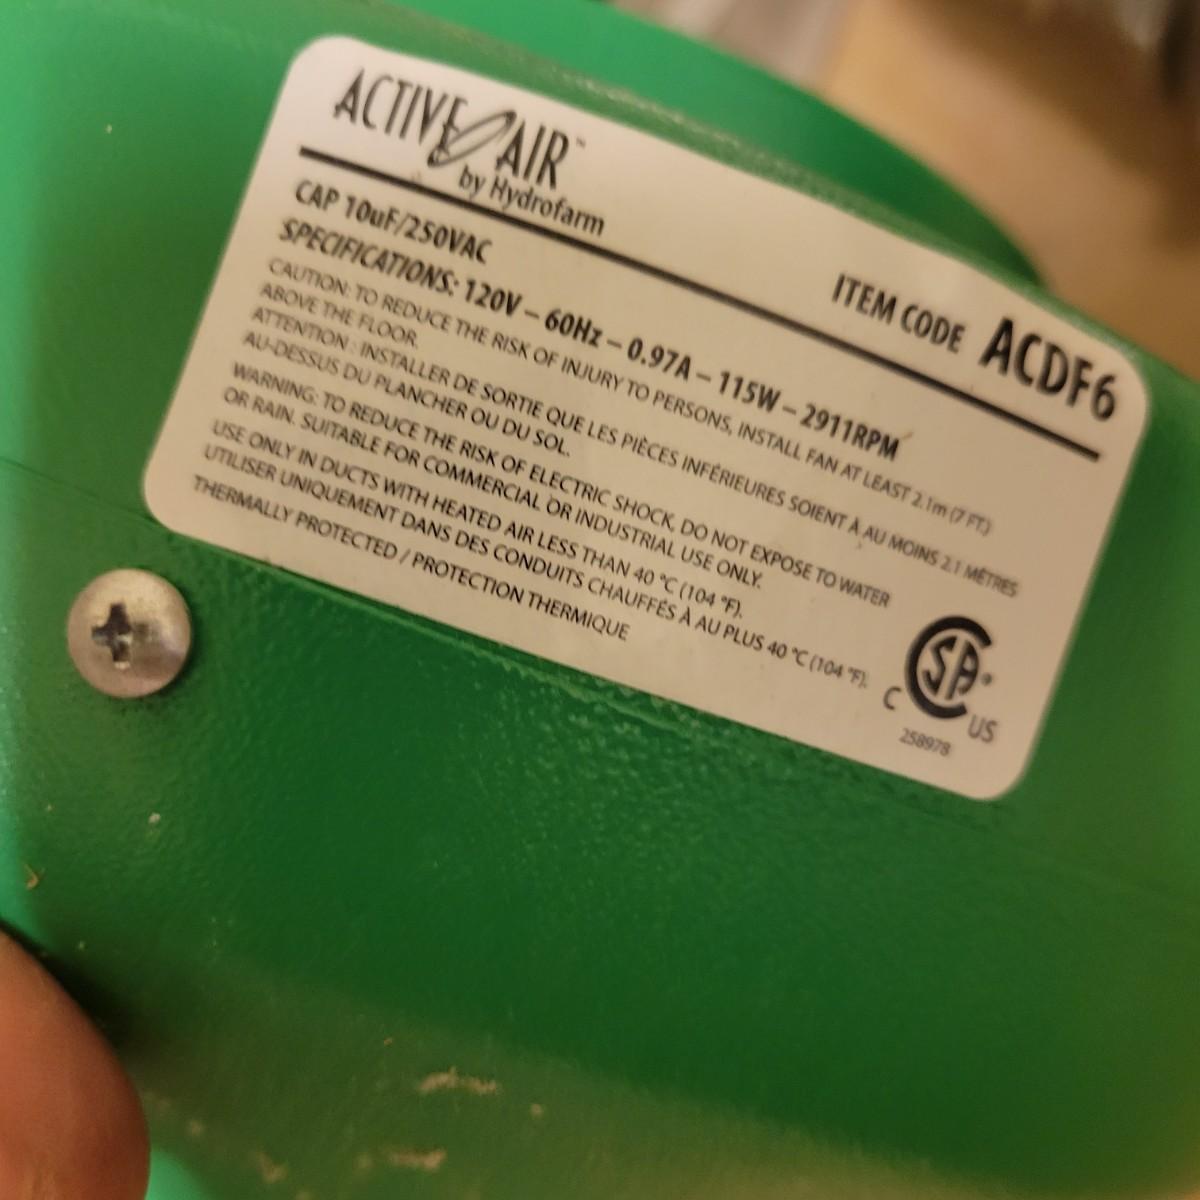 ACTIVE AIR™
by Hydrofarm
ITEM CODE ACDF6
CAP 10uF/250VAC
SPECIFICATIONS: 120V – 60Hz – 0.97A – 115W – 2911RPM
CAUTION: TO REDUCE THE RISK OF INJURY TO PERSONS, INSTALL FAN AT LEAST 2.1m (7 FT.)
ABOVE THE FLOOR.
ATTENTION : INSTALLER DE SORTIE QUE LES PIÈCES INFÉRIEURES SOIENT À AU MOINS 2.1 MÈTRES
AU-DESSUS DU PLANCHER OU DU SOL.
WARNING: TO REDUCE THE RISK OF ELECTRIC SHOCK, DO NOT EXPOSE TO WATER
OR RAIN. SUITABLE FOR COMMERCIAL OR INDUSTRIAL USE ONLY.
USE ONLY IN DUCTS WITH HEATED AIR LESS THAN 40 °C (104 °F).
UTILISER UNIQUEMENT DANS DES CONDUITS CHAUFFÉS À AU PLUS 40 °C (104 °F).
THERMALLY PROTECTED / PROTECTION THERMIQUE
C SA® US
258978